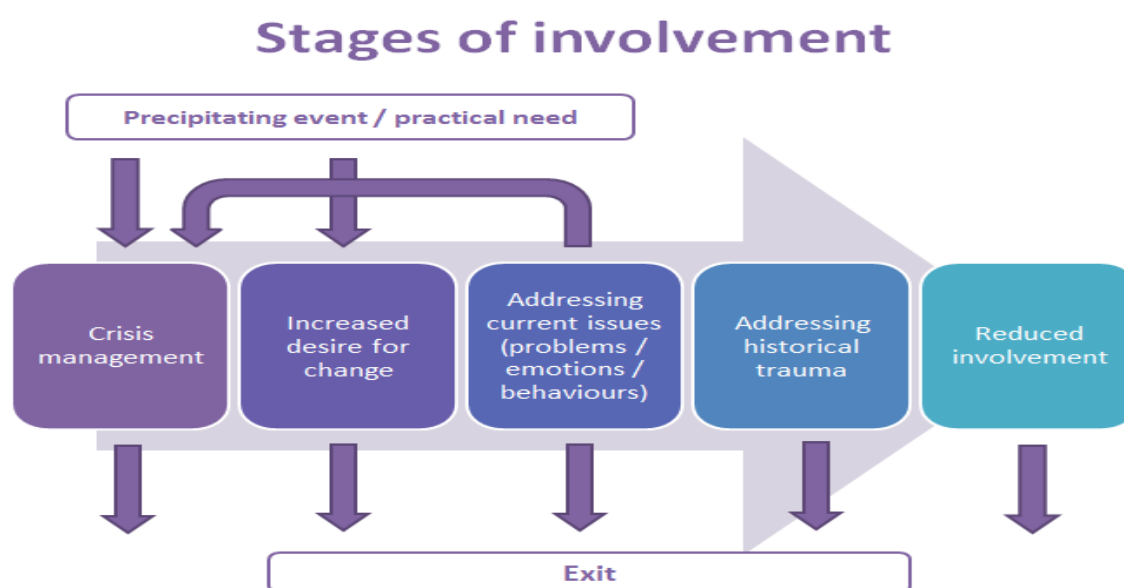 Stages of involvement
Precipitating event / practical need
Crisis
management
Increased
desire for
change
Addressing
current issues
(problems /
emotions /
behaviours)
Addressing
historical
trauma
Reduced
involvement
Exit